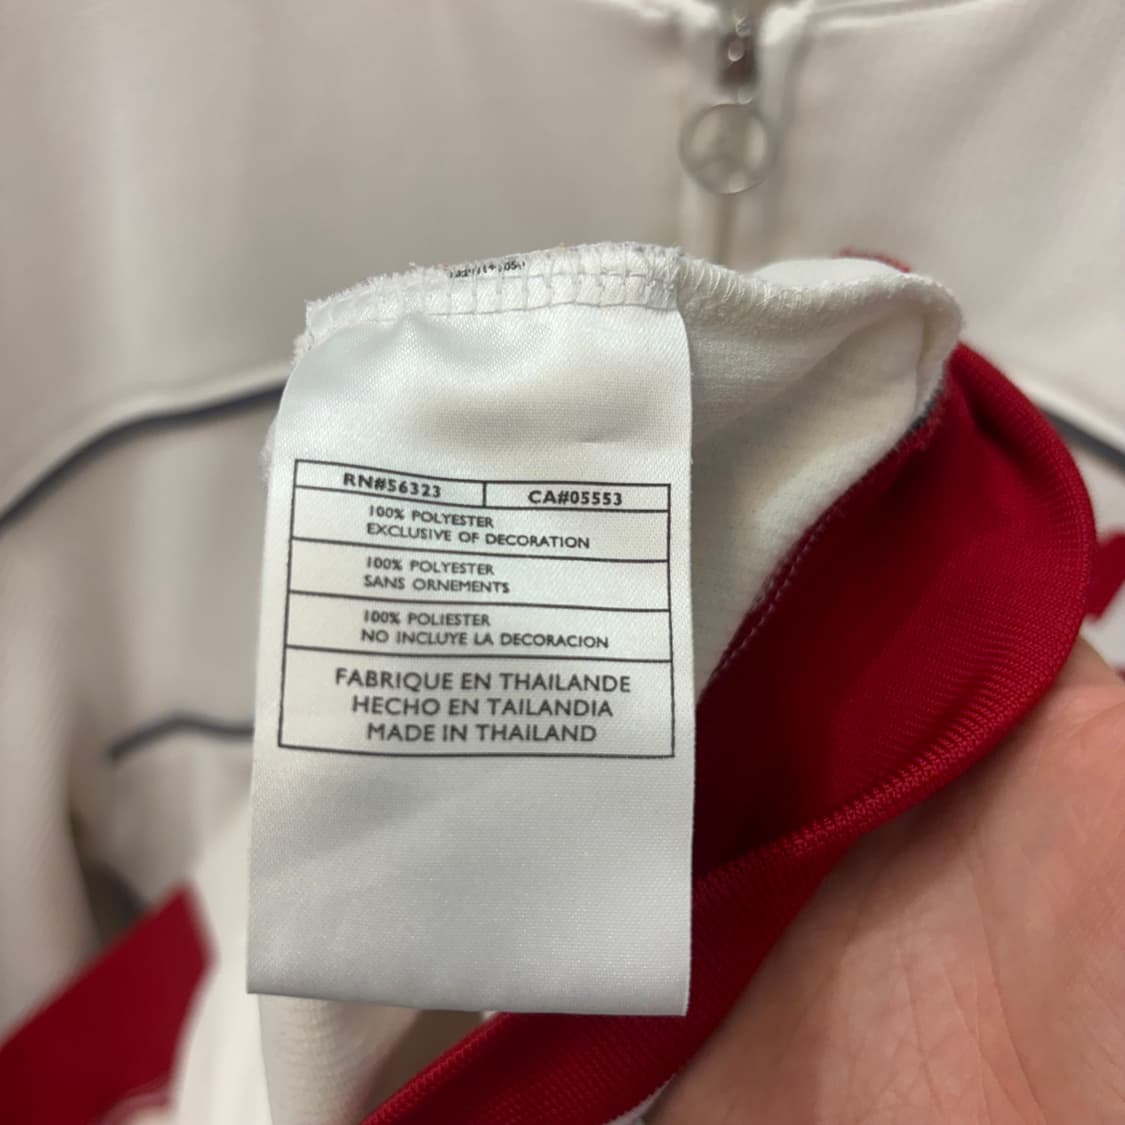 RN#56323 CA#05553
100% POLYESTER
EXCLUSIVE OF DECORATION
100% POLYESTER
SANS ORNEMENTS
100% POLIESTER
NO INCLUYE LA DECORACION
FABRIQUE EN THAILANDE
HECHO EN TAILANDIA
MADE IN THAILAND